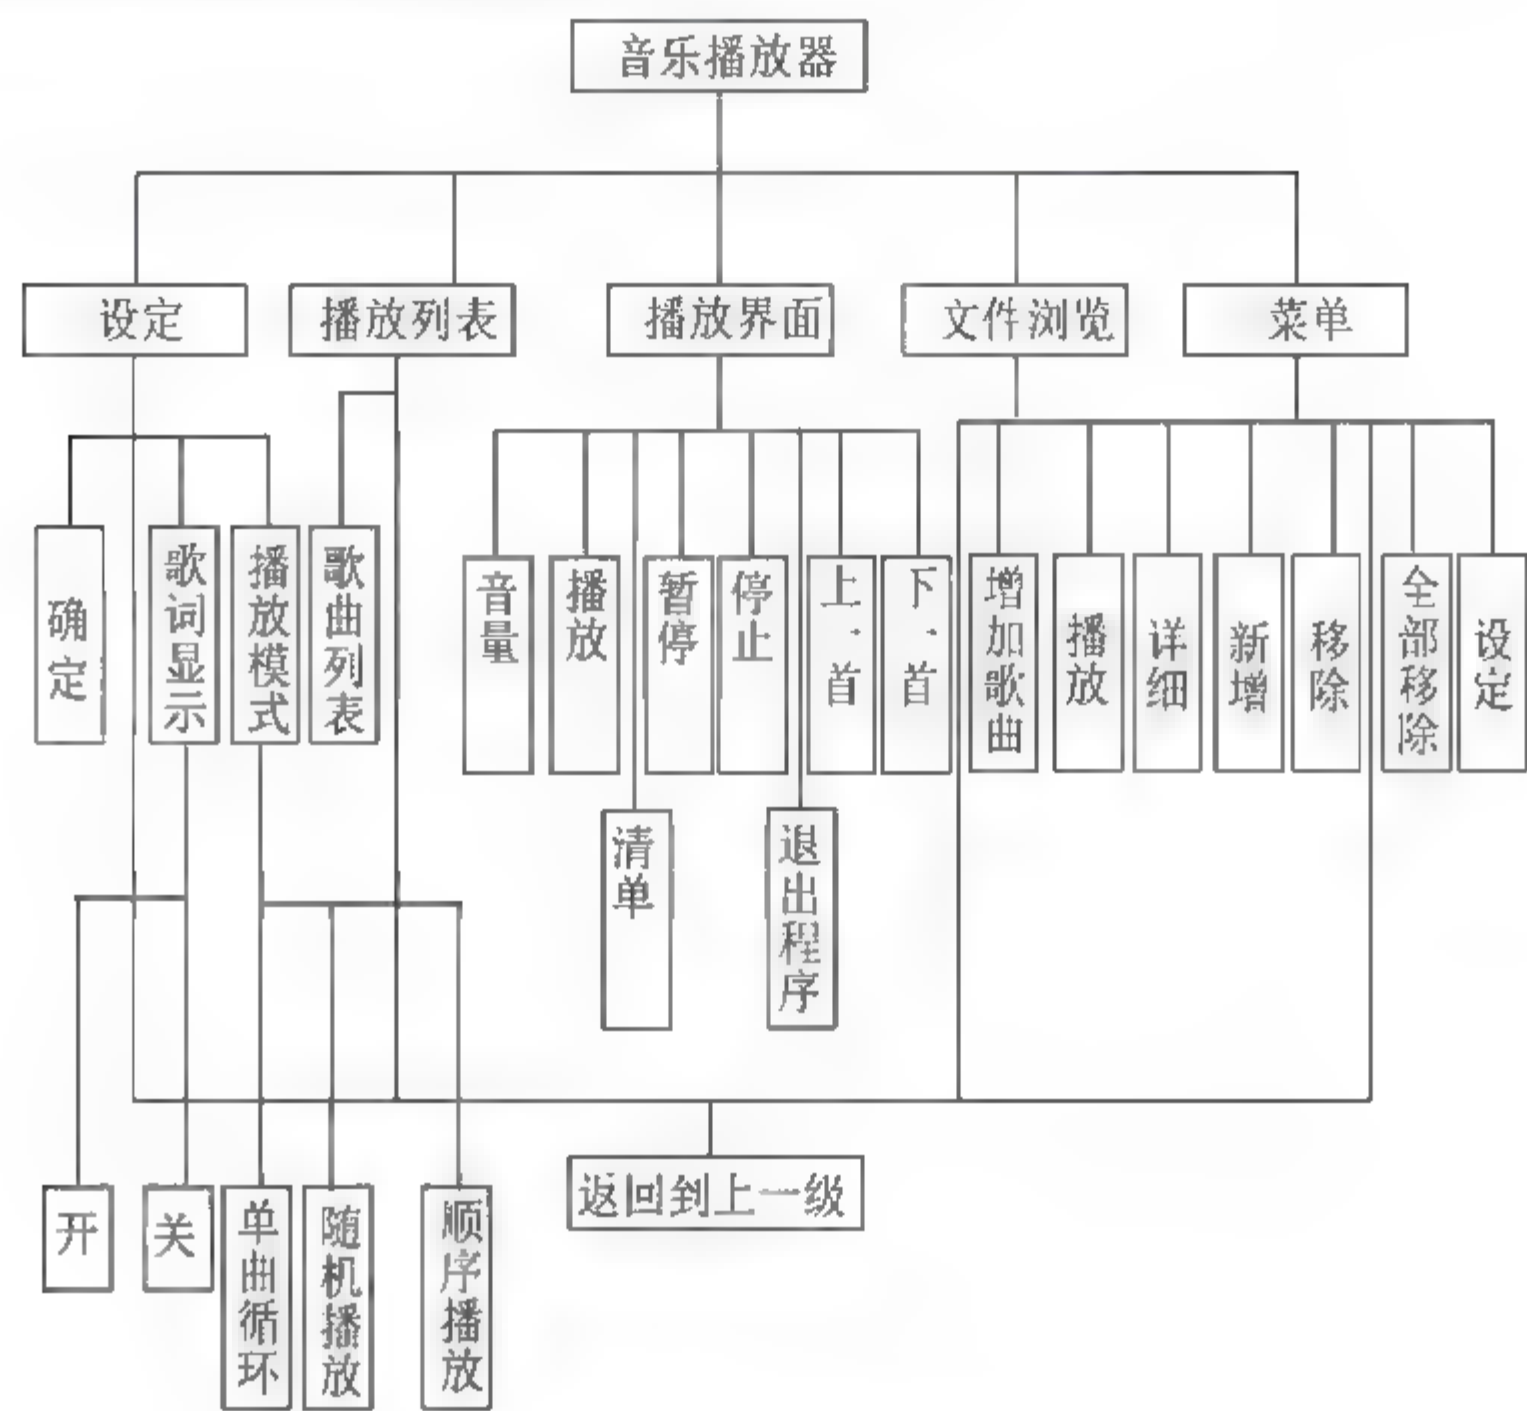 音乐播放器
设定
播放列表
播放界面
文件浏览
菜单
确定
歌词显示
播放模式
歌曲列表
音量
播放
暂停
停止
上一首
下一首
增加歌曲
播放
详细
新增
移除
全部移除
设定
清单
退出程序
返回到上一级
开
关
单曲循环
随机播放
顺序播放